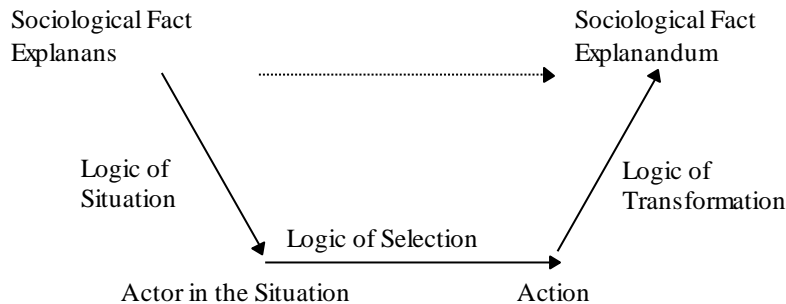 Sociological Fact
Explanans
Sociological Fact
Explanandum
Logic of
Situation
Logic of
Transformation
Logic of Selection
Actor in the Situation
Action